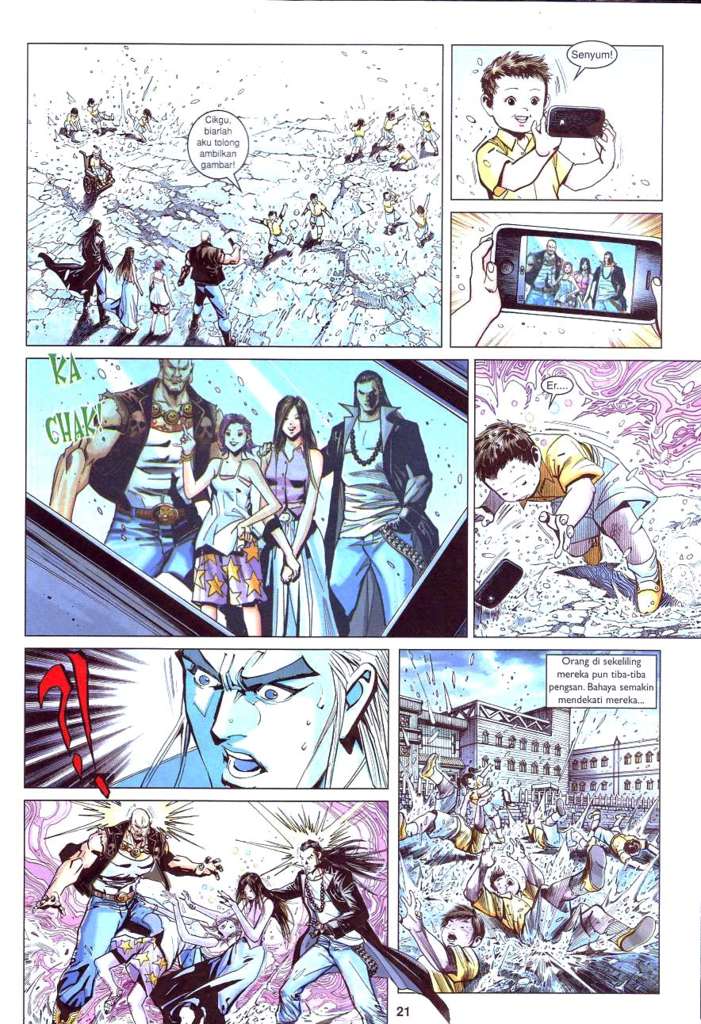 Cikgu,
biarlah
aku tolong
ambilkan
gambar!
Senyum!
KA
CHAK!
Er....
?!
Orang di sekeliling
mereka pun tiba-tiba
pengsan. Bahaya semakin
mendekati mereka...
21